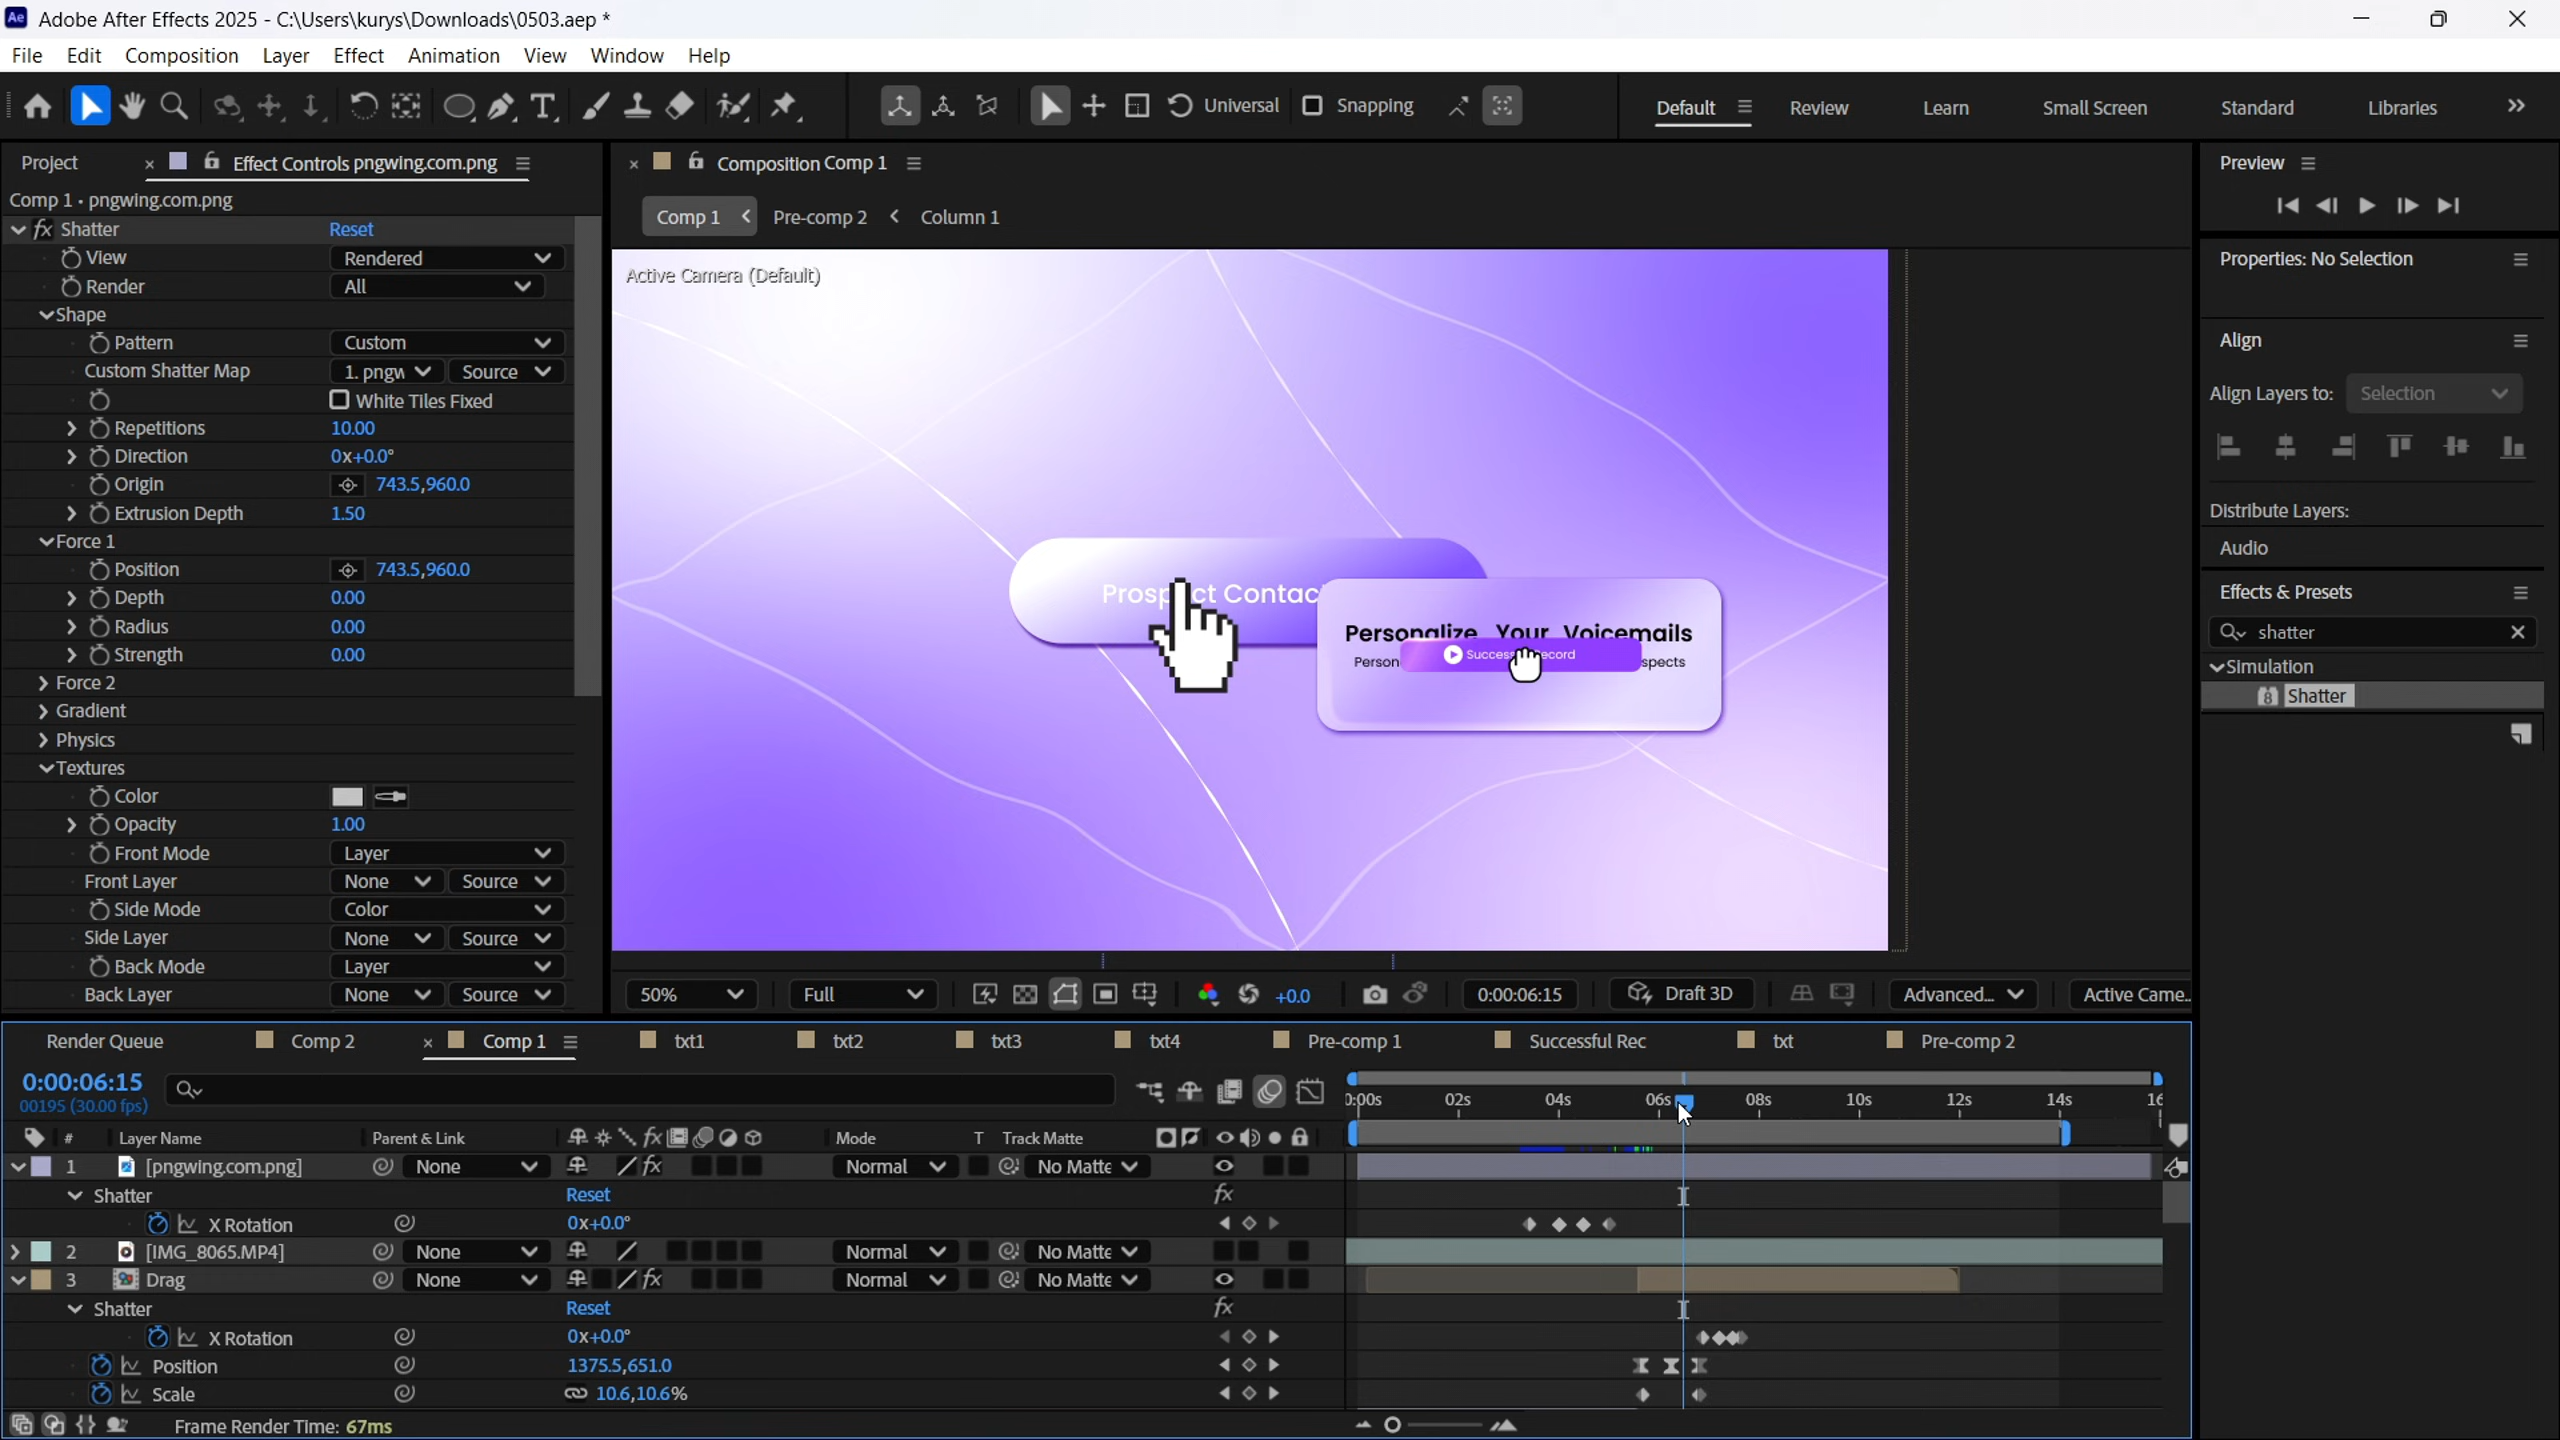 Adobe After Effects 2025 - C:\Users\kurys\Downloads\0503.aep *
File Edit Composition Layer Effect Animation View Window Help
Universal Snapping Default Review Learn Small Screen Standard Libraries
Project Effect Controls pngwing.com.png
Comp 1 • pngwing.com.png
Shatter Reset
View Rendered
Render All
Shape
Pattern Custom
Custom Shatter Map 1. pngw Source
White Tiles Fixed
Repetitions 10.00
Direction 0x+0.0°
Origin 743.5,960.0
Extrusion Depth 1.50
Force 1
Position 743.5,960.0
Depth 0.00
Radius 0.00
Strength 0.00
Force 2
Gradient
Physics
Textures
Color
Opacity 1.00
Front Mode Layer
Front Layer None Source
Side Mode Color
Side Layer None Source
Back Mode Layer
Back Layer None Source
Composition Comp 1
Comp 1 Pre-comp 2 Column 1
Active Camera (Default)
Personalize Your Voicemails
50% Full +0.0 0:00:06:15 Draft 3D Advanced... Active Came..
Preview
Properties: No Selection
Align
Align Layers to: Selection
Distribute Layers:
Audio
Effects & Presets
shatter
Simulation
8 Shatter
Render Queue Comp 2 Comp 1 txt1 txt2 txt3 txt4 Pre-comp 1 Successful Rec txt Pre-comp 2
0:00:06:15
00195 (30.00 fps)
0:00s 02s 04s 06s 08s 10s 12s 14s 16
# Layer Name Parent & Link fx Mode T Track Matte
1 [pngwing.com.png] None fx Normal No Matte
Shatter Reset fx
X Rotation 0x+0.0°
2 [IMG_8065.MP4] None Normal No Matte
3 Drag None fx Normal No Matte
Shatter Reset fx
X Rotation 0x+0.0°
Position 1375.5,651.0
Scale 10.6,10.6%
Frame Render Time: 67ms